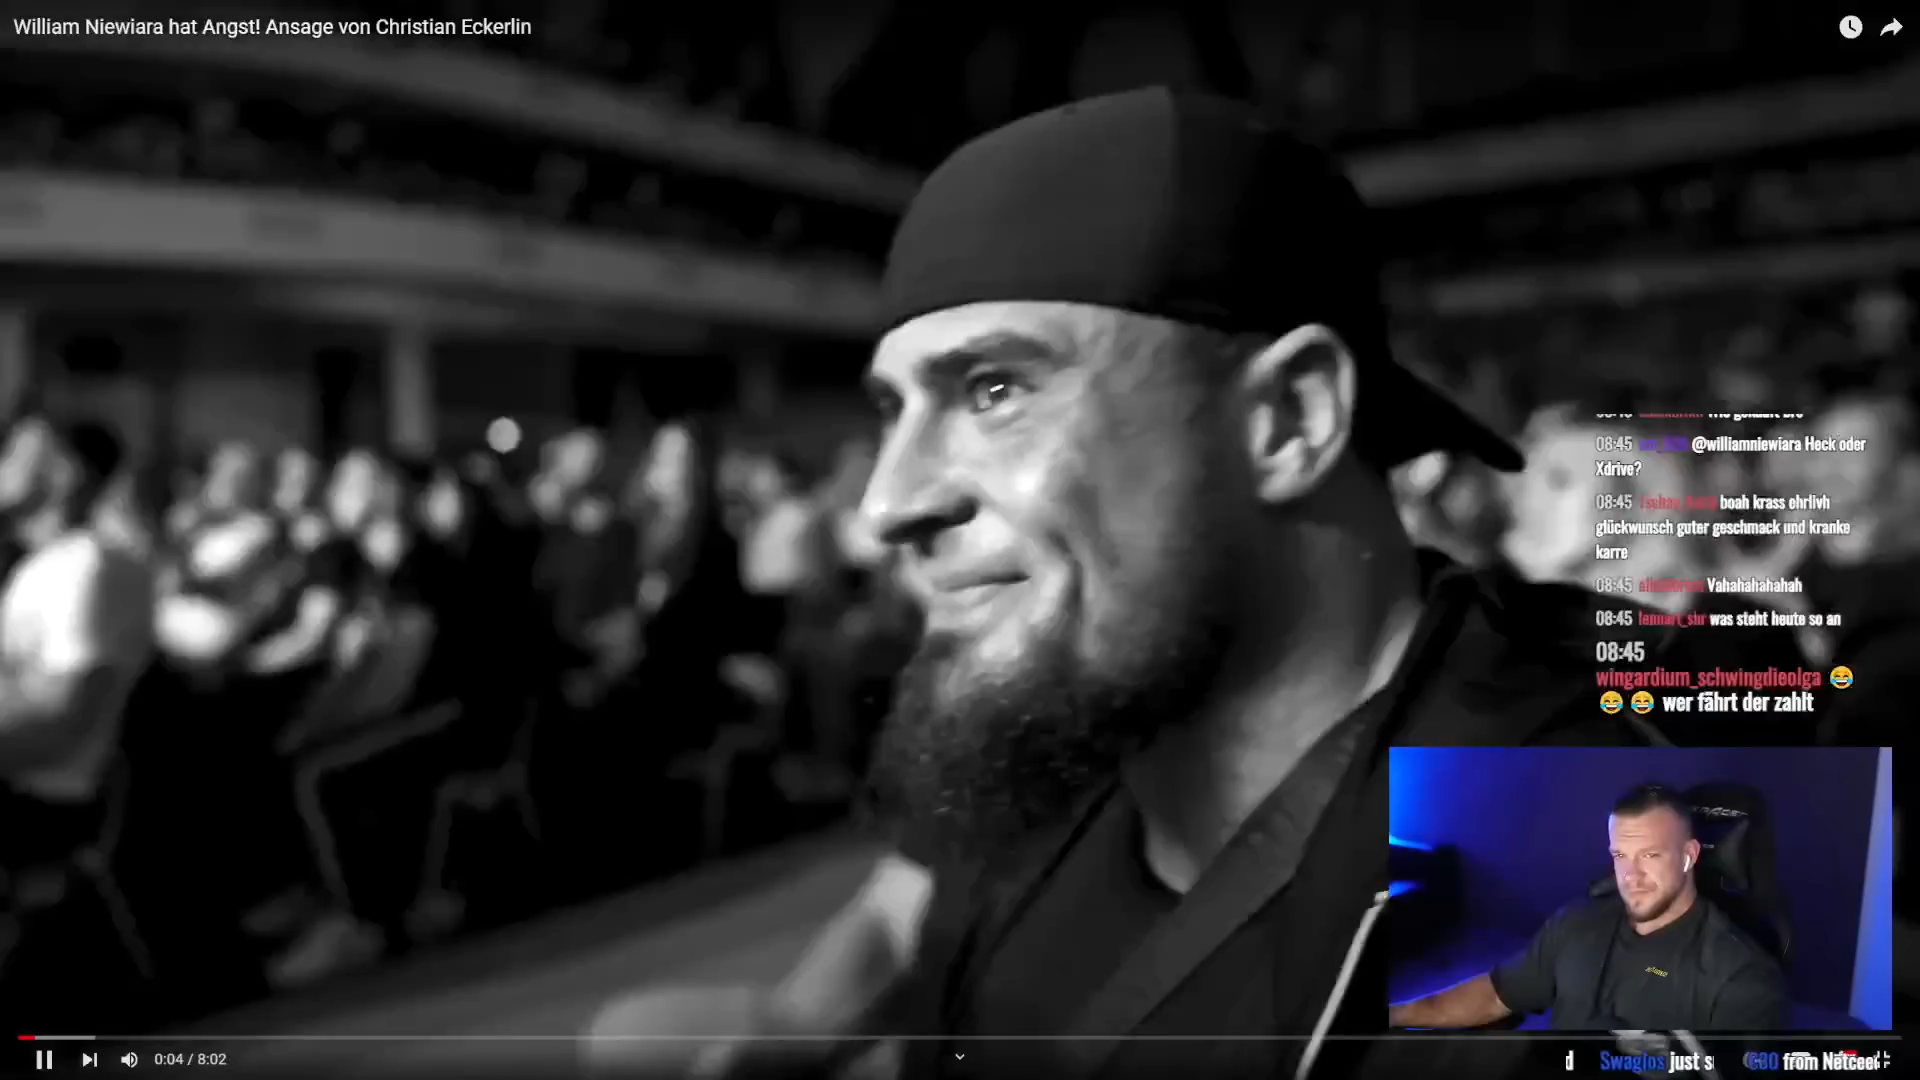 William Niewiara hat Angst! Ansage von Christian Eckerlin
08:45 @williamniewiara Heck oder
Xdrive?
08:45 boah krass ehrlivh
glückwunsch guter geschmack und kranke
karre
08:45 Vahahahahahah
08:45 lennart_shr was steht heute so an
08:45
wingardium_schwingdieolga 😂
😂 😂 wer fährt der zahlt
0:04 / 8:02
d Swaglos just s from Netcee